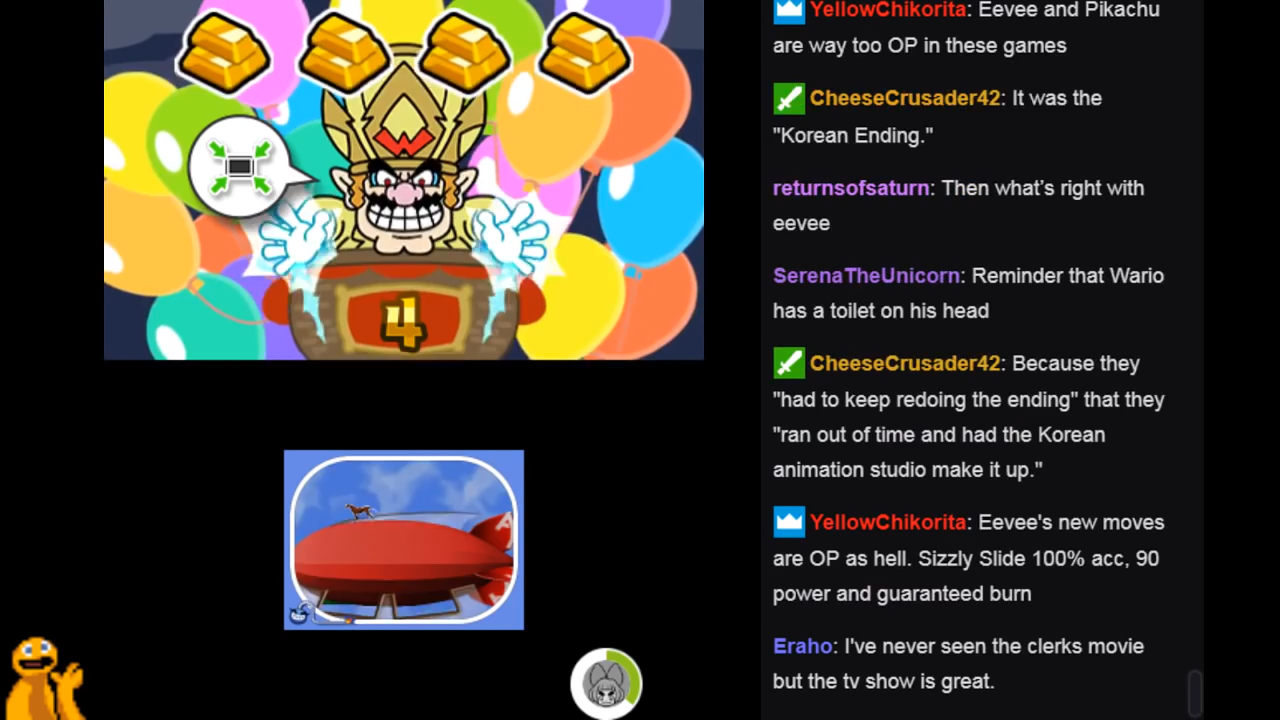 W
4
YellowChikorita: Eevee and Pikachu
are way too OP in these games
CheeseCrusader42: It was the
"Korean Ending."
returnsofsaturn: Then what's right with
eevee
SerenaTheUnicorn: Reminder that Wario
has a toilet on his head
CheeseCrusader42: Because they
"had to keep redoing the ending" that they
"ran out of time and had the Korean
animation studio make it up."
YellowChikorita: Eevee's new moves
are OP as hell. Sizzly Slide 100% acc, 90
power and guaranteed burn
Eraho: I've never seen the clerks movie
but the tv show is great.